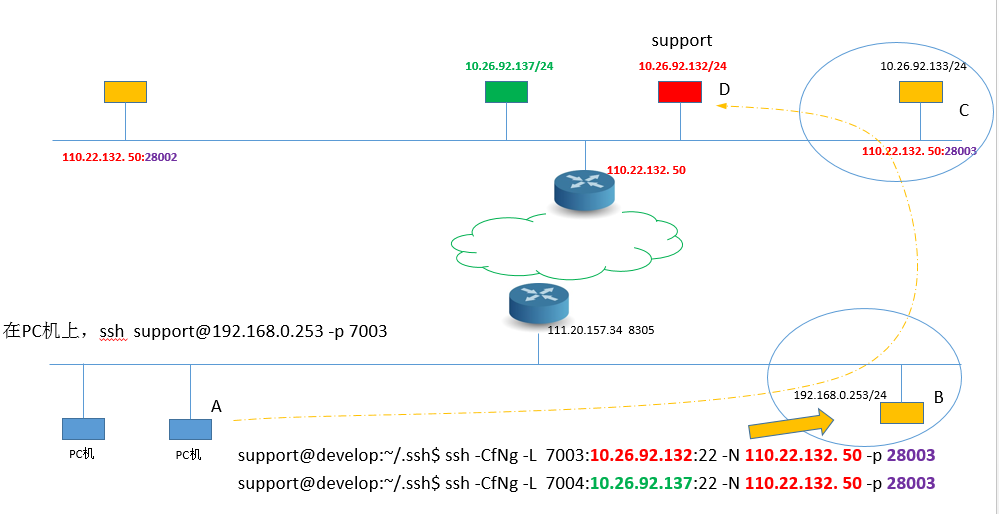 support
10.26.92.137/24
10.26.92.132/24
10.26.92.133/24
D
C
110.22.132. 50:28002
110.22.132. 50:28003
110.22.132. 50
在PC机上，ssh support@192.168.0.253 -p 7003
111.20.157.34 8305
A
192.168.0.253/24
B
PC机
PC机
support@develop:~/.ssh$ ssh -CfNg -L 7003:10.26.92.132:22 -N 110.22.132. 50 -p 28003
support@develop:~/.ssh$ ssh -CfNg -L 7004:10.26.92.137:22 -N 110.22.132. 50 -p 28003